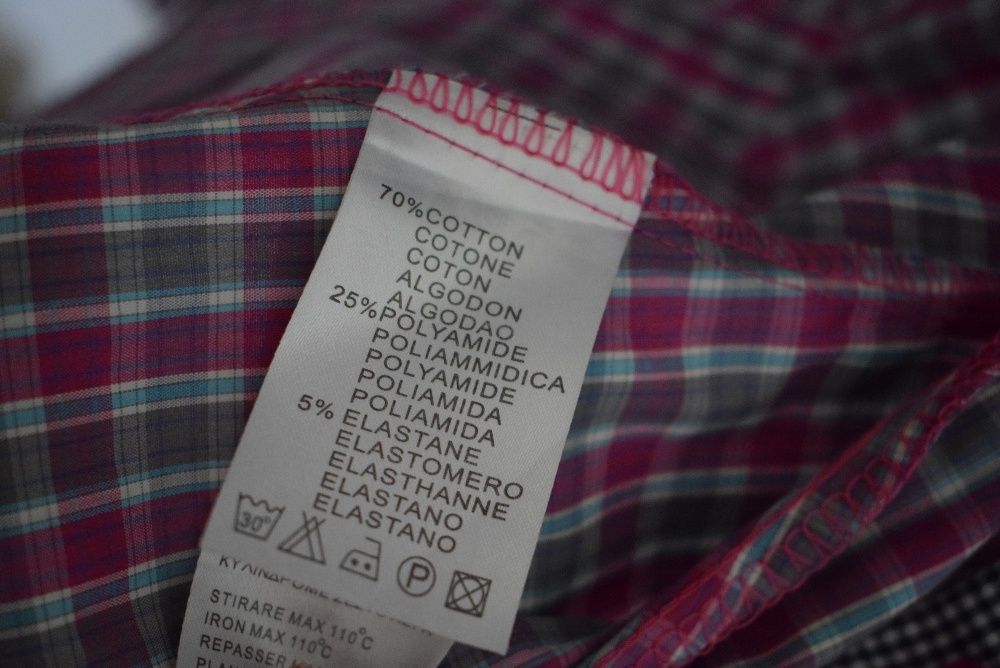 70%COTTON
COTONE
COTON
ALGODON
ALGODAO
25%POLYAMIDE
POLIAMMIDICA
POLYAMIDE
POLIAMIDA
POLIAMIDA
5% ELASTANE
ELASTOMERO
ELASTHANNE
ELASTANO
ELASTANO
30° P
STIRARE MAX 110°C
IRON MAX 110°C
REPASSER